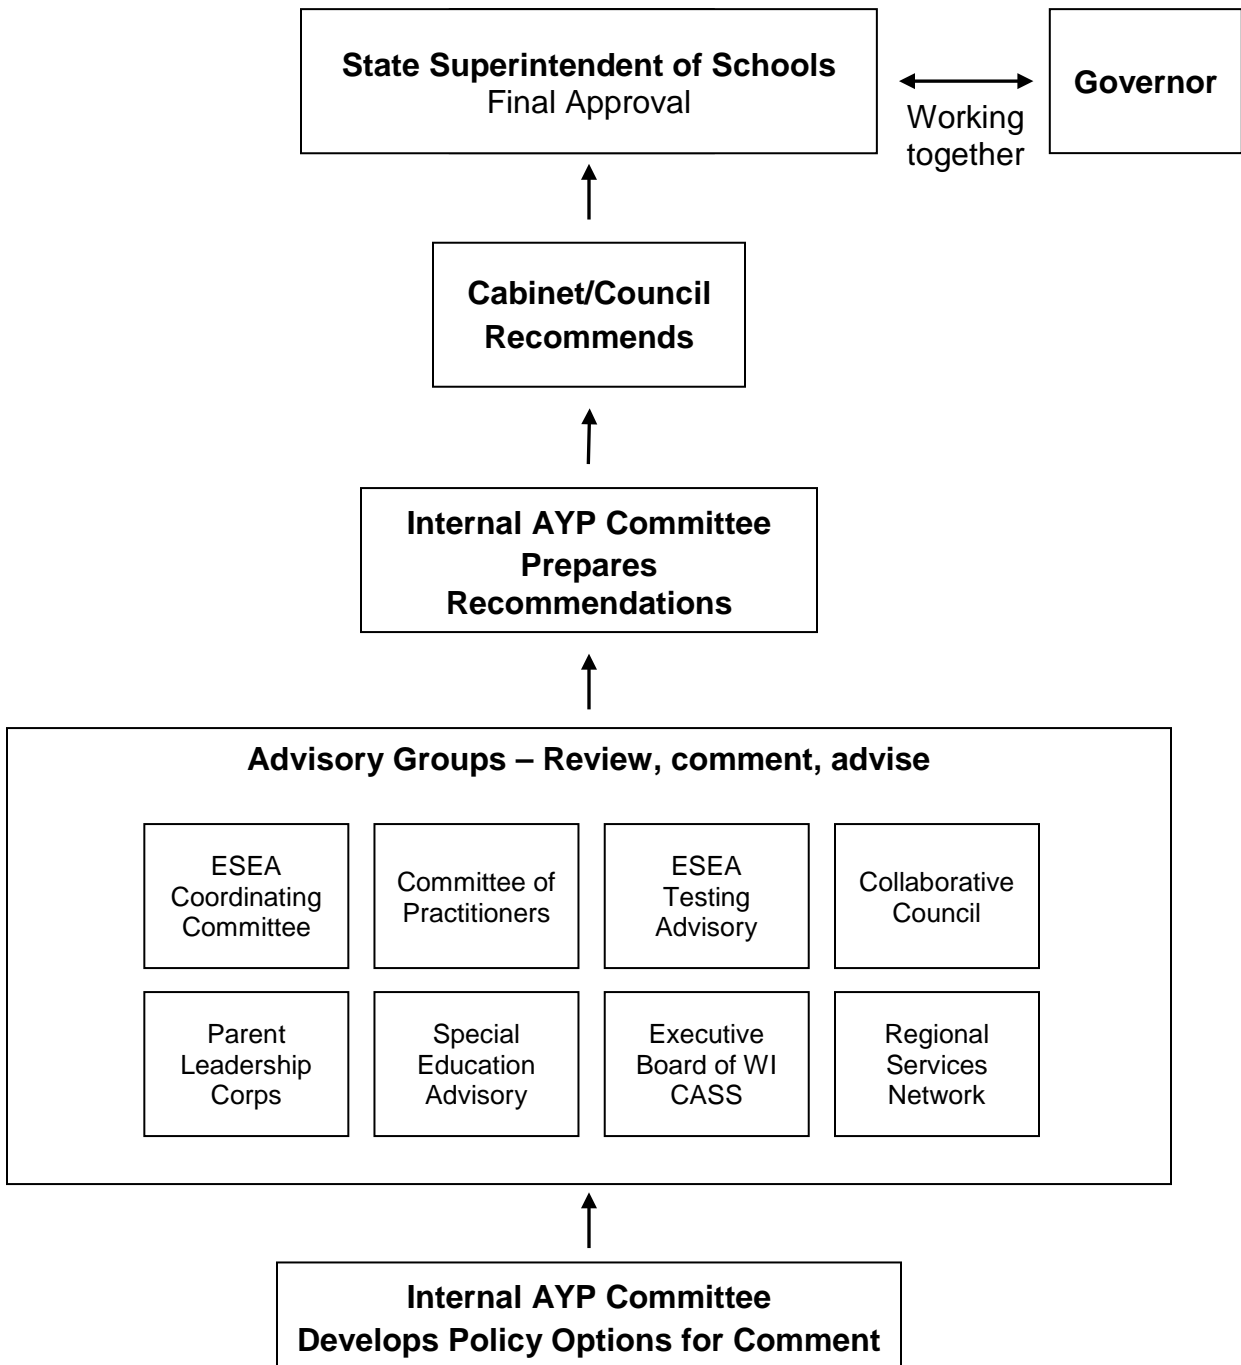 State Superintendent of Schools
Final Approval
Working
together
Governor
Cabinet/Council
Recommends
Internal AYP Committee
Prepares
Recommendations
Advisory Groups – Review, comment, advise
ESEA
Coordinating
Committee
Committee of
Practitioners
ESEA
Testing
Advisory
Collaborative
Council
Parent
Leadership
Corps
Special
Education
Advisory
Executive
Board of WI
CASS
Regional
Services
Network
Internal AYP Committee
Develops Policy Options for Comment